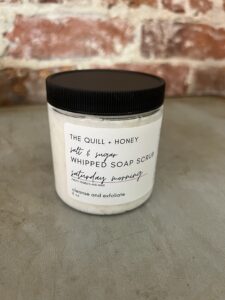 THE QUILL + HONEY
salt & sugar
WHIPPED SOAP SCRUB
saturday morning
cleanse and exfoliate